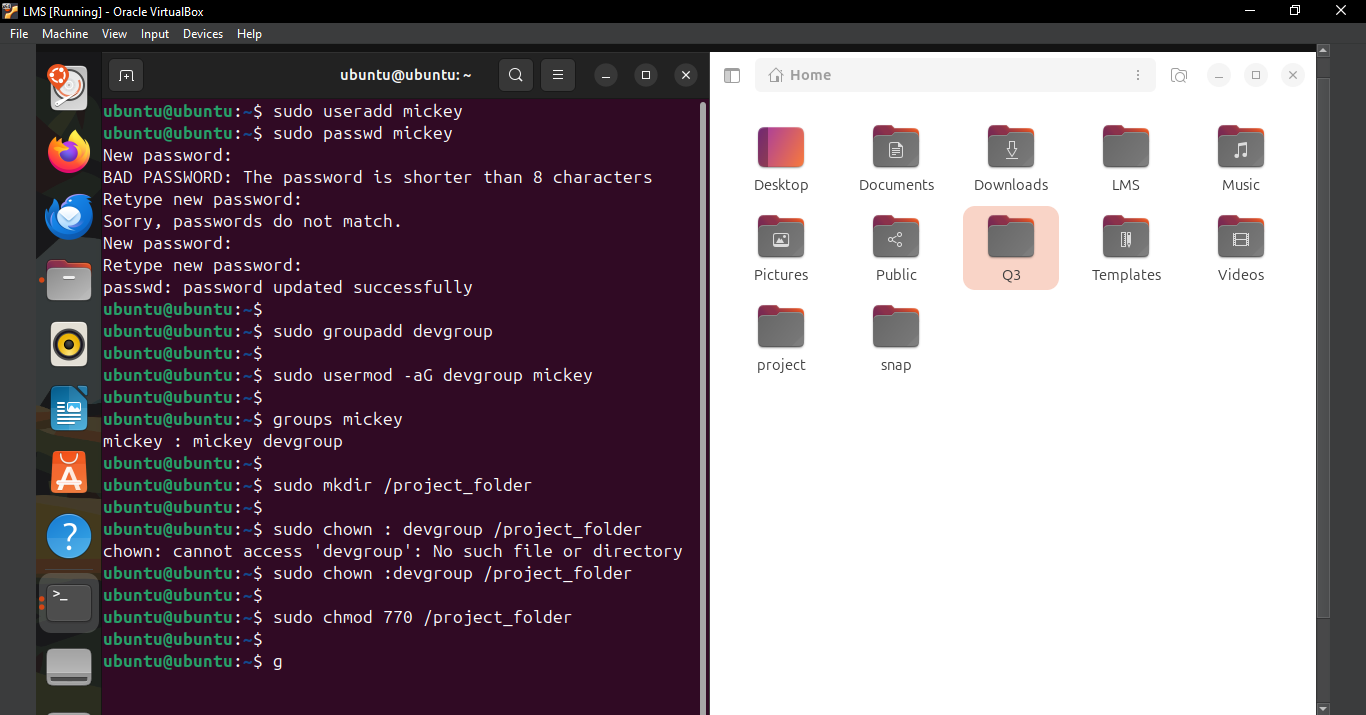 LMS [Running] - Oracle VirtualBox
File Machine View Input Devices Help
ubuntu@ubuntu: ~
ubuntu@ubuntu:~$ sudo useradd mickey
ubuntu@ubuntu:~$ sudo passwd mickey
New password:
BAD PASSWORD: The password is shorter than 8 characters
Retype new password:
Sorry, passwords do not match.
New password:
Retype new password:
passwd: password updated successfully
ubuntu@ubuntu:~$
ubuntu@ubuntu:~$ sudo groupadd devgroup
ubuntu@ubuntu:~$
ubuntu@ubuntu:~$ sudo usermod -aG devgroup mickey
ubuntu@ubuntu:~$
ubuntu@ubuntu:~$ groups mickey
mickey : mickey devgroup
ubuntu@ubuntu:~$
ubuntu@ubuntu:~$ sudo mkdir /project_folder
ubuntu@ubuntu:~$
ubuntu@ubuntu:~$ sudo chown : devgroup /project_folder
chown: cannot access 'devgroup': No such file or directory
ubuntu@ubuntu:~$ sudo chown :devgroup /project_folder
ubuntu@ubuntu:~$
ubuntu@ubuntu:~$ sudo chmod 770 /project_folder
ubuntu@ubuntu:~$
ubuntu@ubuntu:~$ g
Home
Desktop Documents Downloads LMS Music
Pictures Public Q3 Templates Videos
project snap